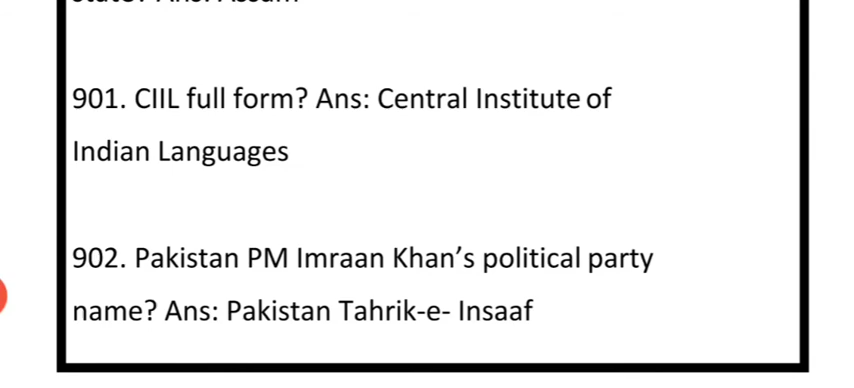 901. CIIL full form? Ans: Central Institute of
Indian Languages
902. Pakistan PM Imraan Khan’s political party
name? Ans: Pakistan Tahrik-e- Insaaf